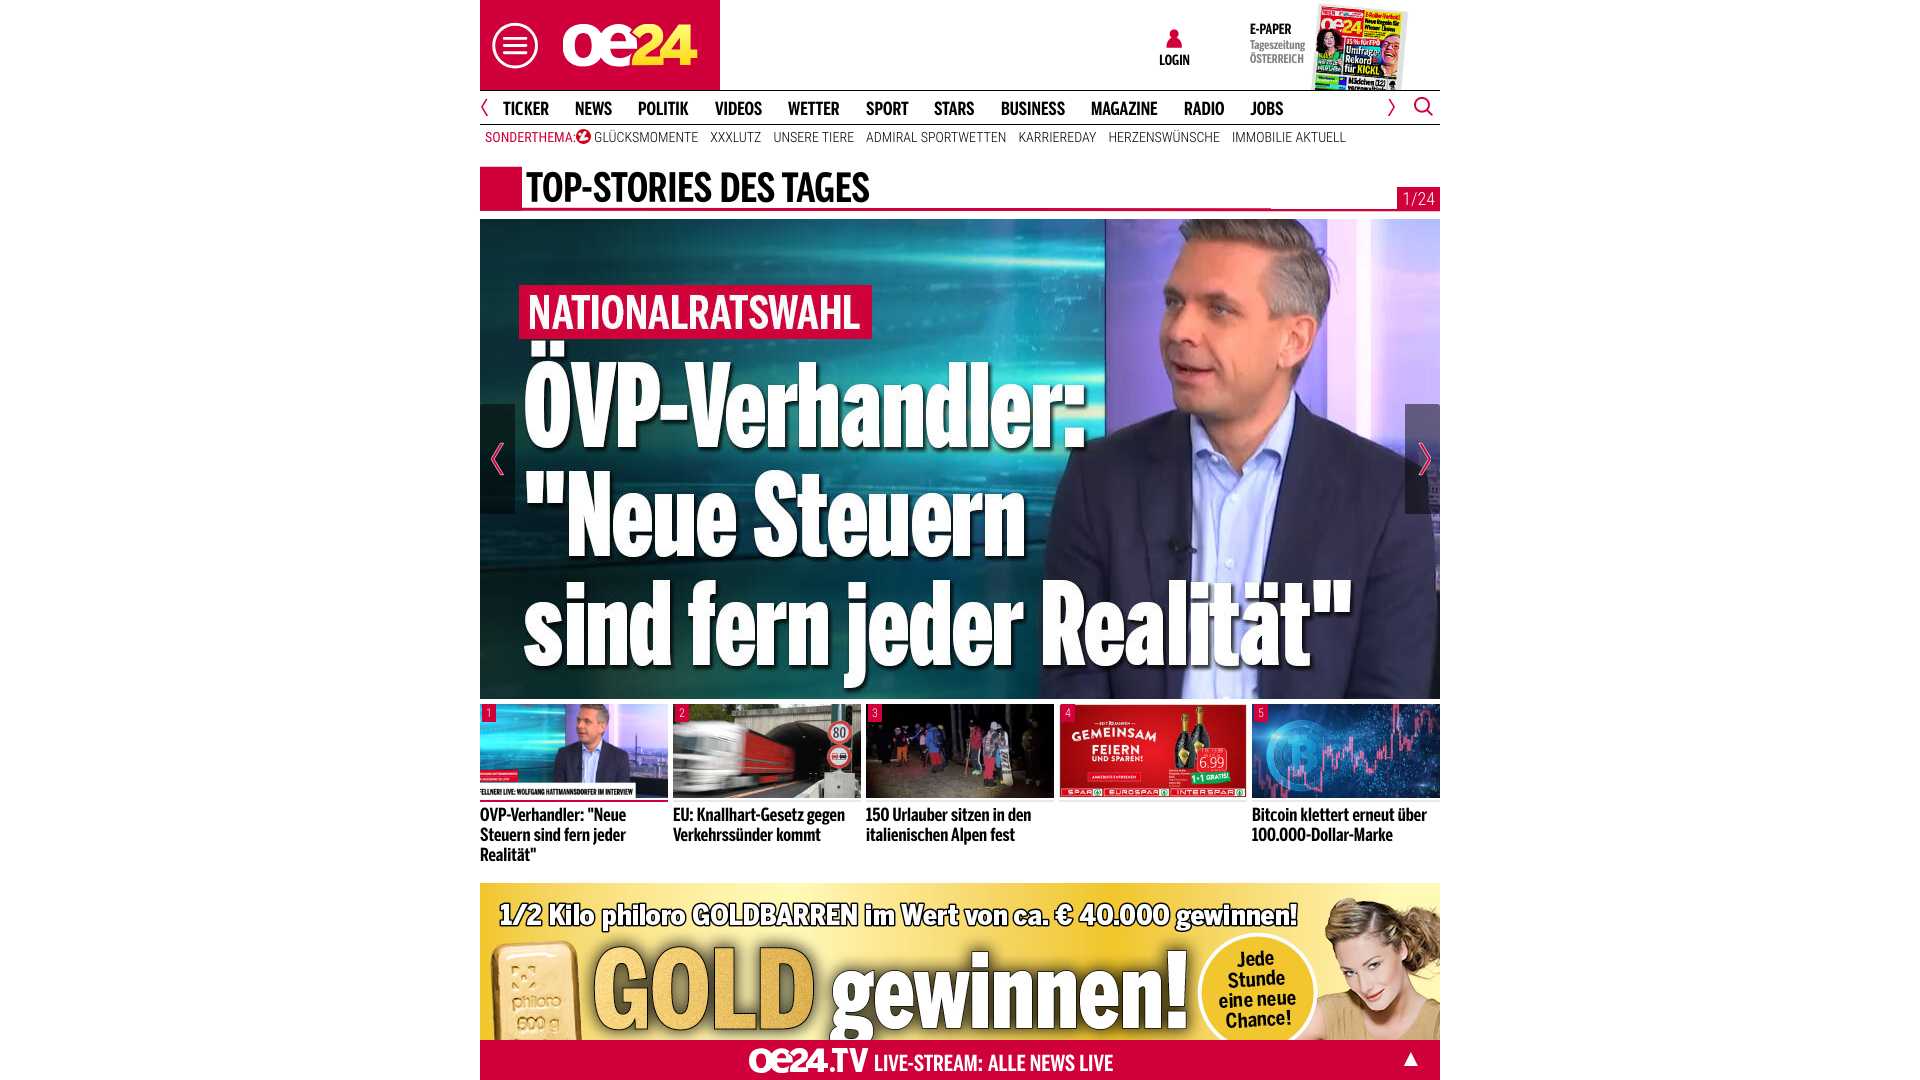 oe24
LOGIN
E-PAPER
Tageszeitung
ÖSTERREICH
oe24
Umfrage-
Rekord
für KICKL
TICKER NEWS POLITIK VIDEOS WETTER SPORT STARS BUSINESS MAGAZINE RADIO JOBS
SONDERTHEMA: GLÜCKSMOMENTE XXXLUTZ UNSERE TIERE ADMIRAL SPORTWETTEN KARRIEREDAY HERZENSWÜNSCHE IMMOBILIE AKTUELL
TOP-STORIES DES TAGES
1/24
NATIONALRATSWAHL
ÖVP-Verhandler:
"Neue Steuern
sind fern jeder Realität"
1
FELLNER! LIVE: WOLFGANG HATTMANNSDORFER IM INTERVIEW
ÖVP-Verhandler: "Neue
Steuern sind fern jeder
Realität"
2
80
EU: Knallhart-Gesetz gegen
Verkehrssünder kommt
3
150 Urlauber sitzen in den
italienischen Alpen fest
4
GEMEINSAM
FEIERN
UND SPAREN!
6.99
1+1 GRATIS!
SPAR EUROSPAR INTERSPAR
5
Bitcoin klettert erneut über
100.000-Dollar-Marke
1/2 Kilo philoro GOLDBARREN im Wert von ca. € 40.000 gewinnen!
philoro
500 g
GOLD gewinnen!
Jede
Stunde
eine neue
Chance!
oe24.TV LIVE-STREAM: ALLE NEWS LIVE